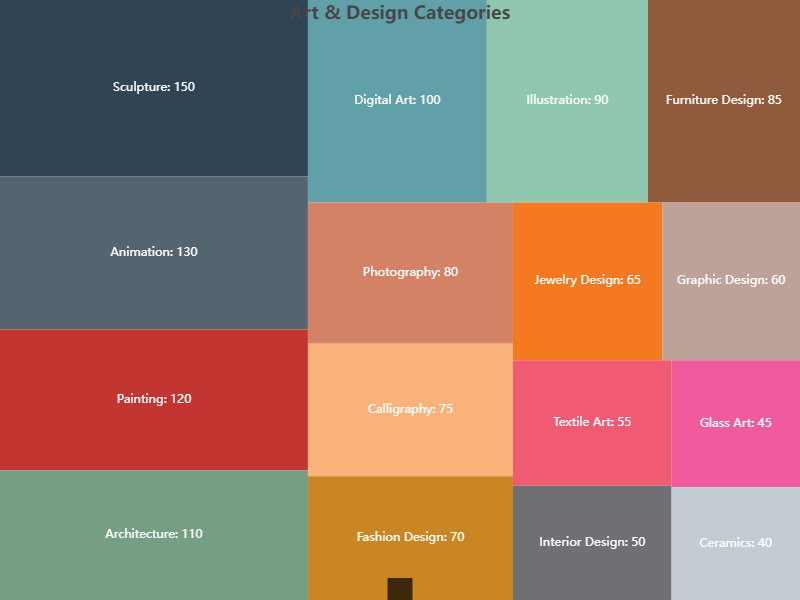 Art & Design Categories
Sculpture: 150
Digital Art: 100
Illustration: 90
Furniture Design: 85
Animation: 130
Photography: 80
Jewelry Design: 65
Graphic Design: 60
Painting: 120
Calligraphy: 75
Textile Art: 55
Glass Art: 45
Architecture: 110
Fashion Design: 70
Interior Design: 50
Ceramics: 40